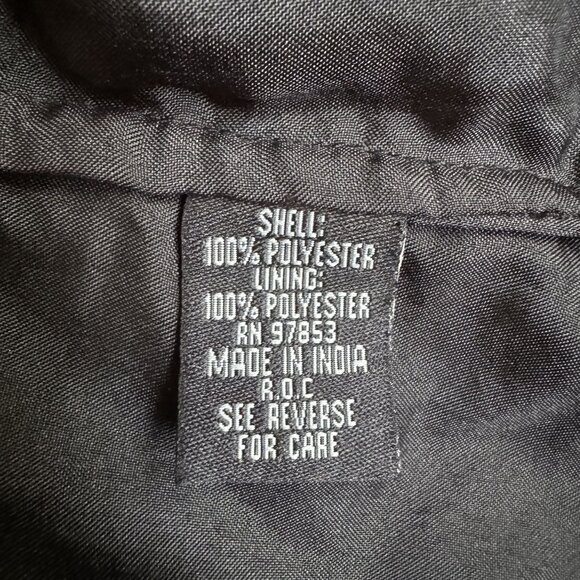 SHELL:
100% POLYESTER
LINING:
100% POLYESTER
RN 97853
MADE IN INDIA
R.O.C
SEE REVERSE
FOR CARE